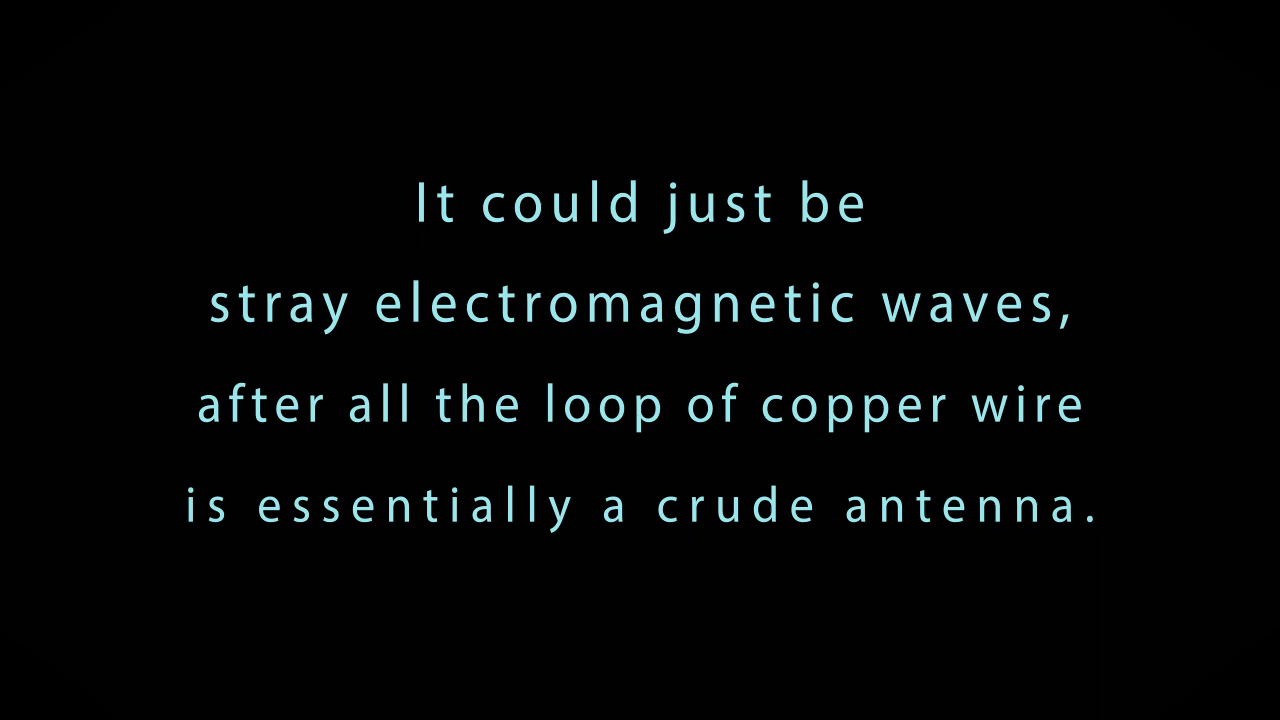 It could just be
stray electromagnetic waves,
after all the loop of copper wire
is essentially a crude antenna.